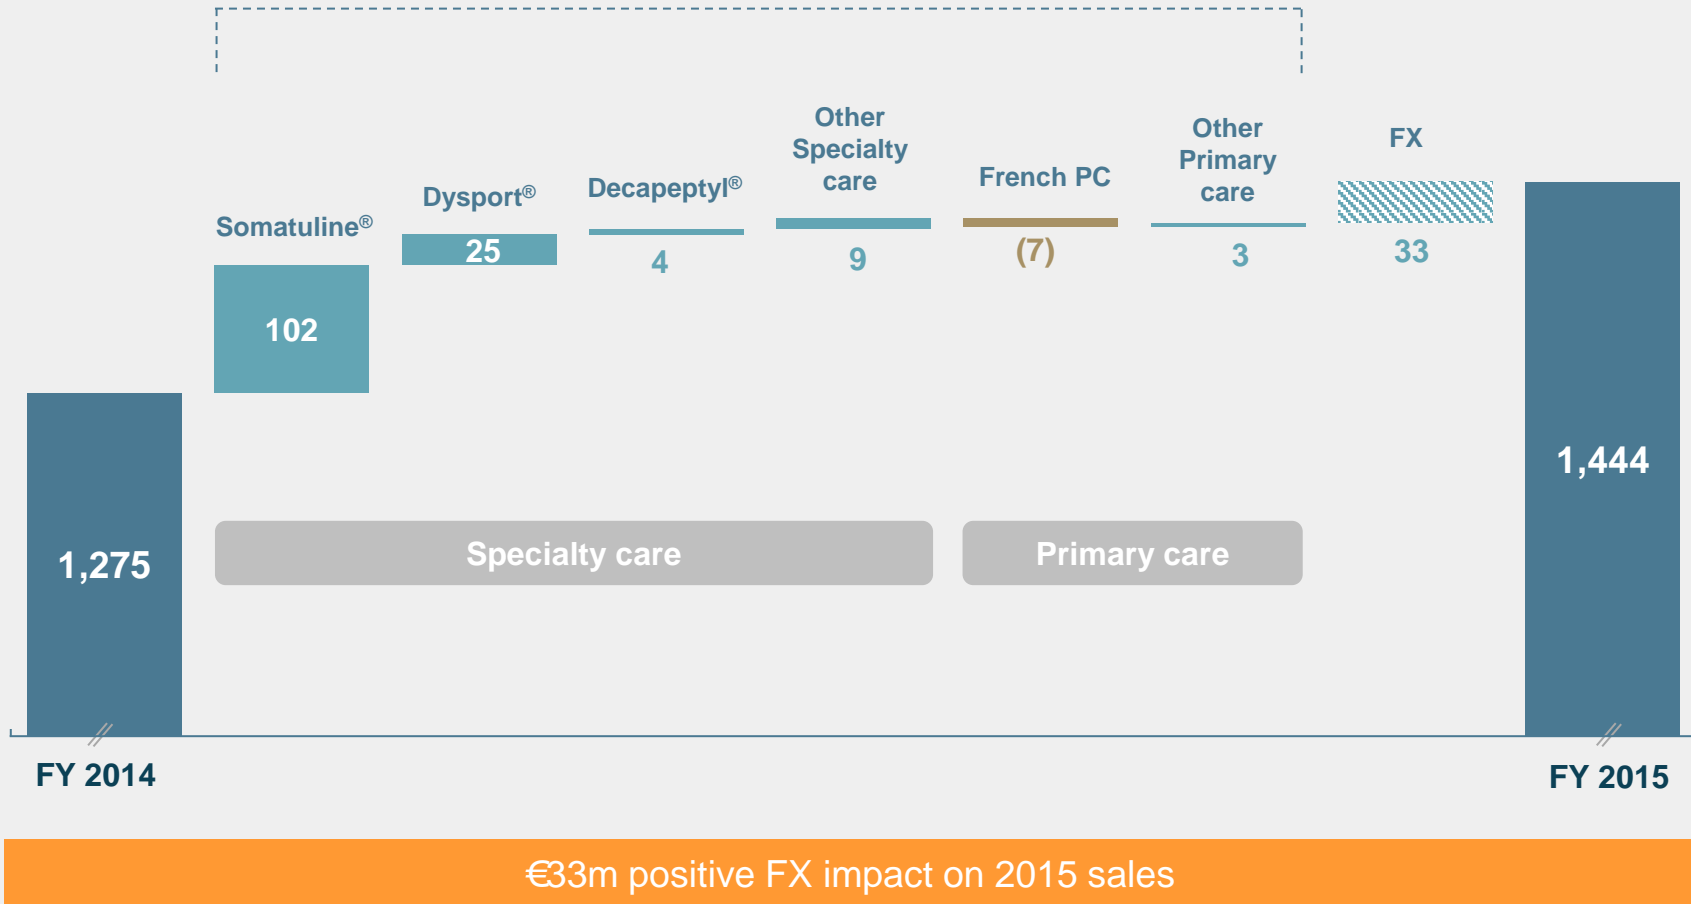 Other
Specialty
care
Other
Primary
care
FX
French PC
Decapeptyl®
Dysport®
Somatuline®
25
4
9
(7)
3
33
102
1,444
1,275
Specialty care
Primary care
FY 2014
FY 2015
€33m positive FX impact on 2015 sales